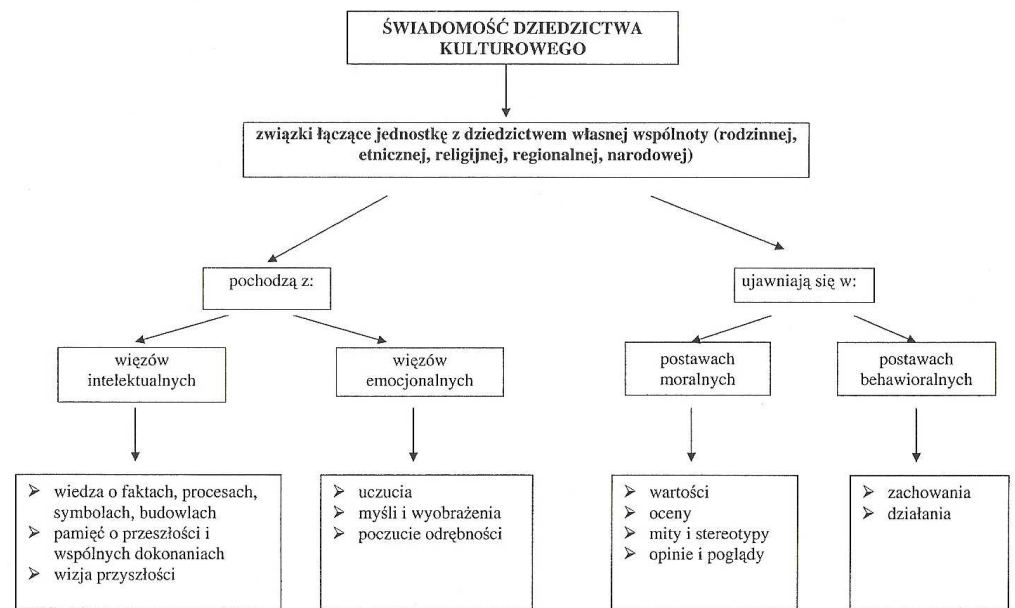 ŚWIADOMOŚĆ DZIEDZICTWA
KULTUROWEGO
związki łączące jednostkę z dziedzictwem własnej wspólnoty (rodzinnej,
etnicznej, religijnej, regionalnej, narodowej)
pochodzą z:
ujawniają się w:
więzów
intelektualnych
więzów
emocjonalnych
postawach
moralnych
postawach
behawioralnych
➢ wiedza o faktach, procesach,
symbolach, budowlach
➢ pamięć o przeszłości i
wspólnych dokonaniach
➢ wizja przyszłości
➢ uczucia
➢ myśli i wyobrażenia
➢ poczucie odrębności
➢ wartości
➢ oceny
➢ mity i stereotypy
➢ opinie i poglądy
➢ zachowania
➢ działania